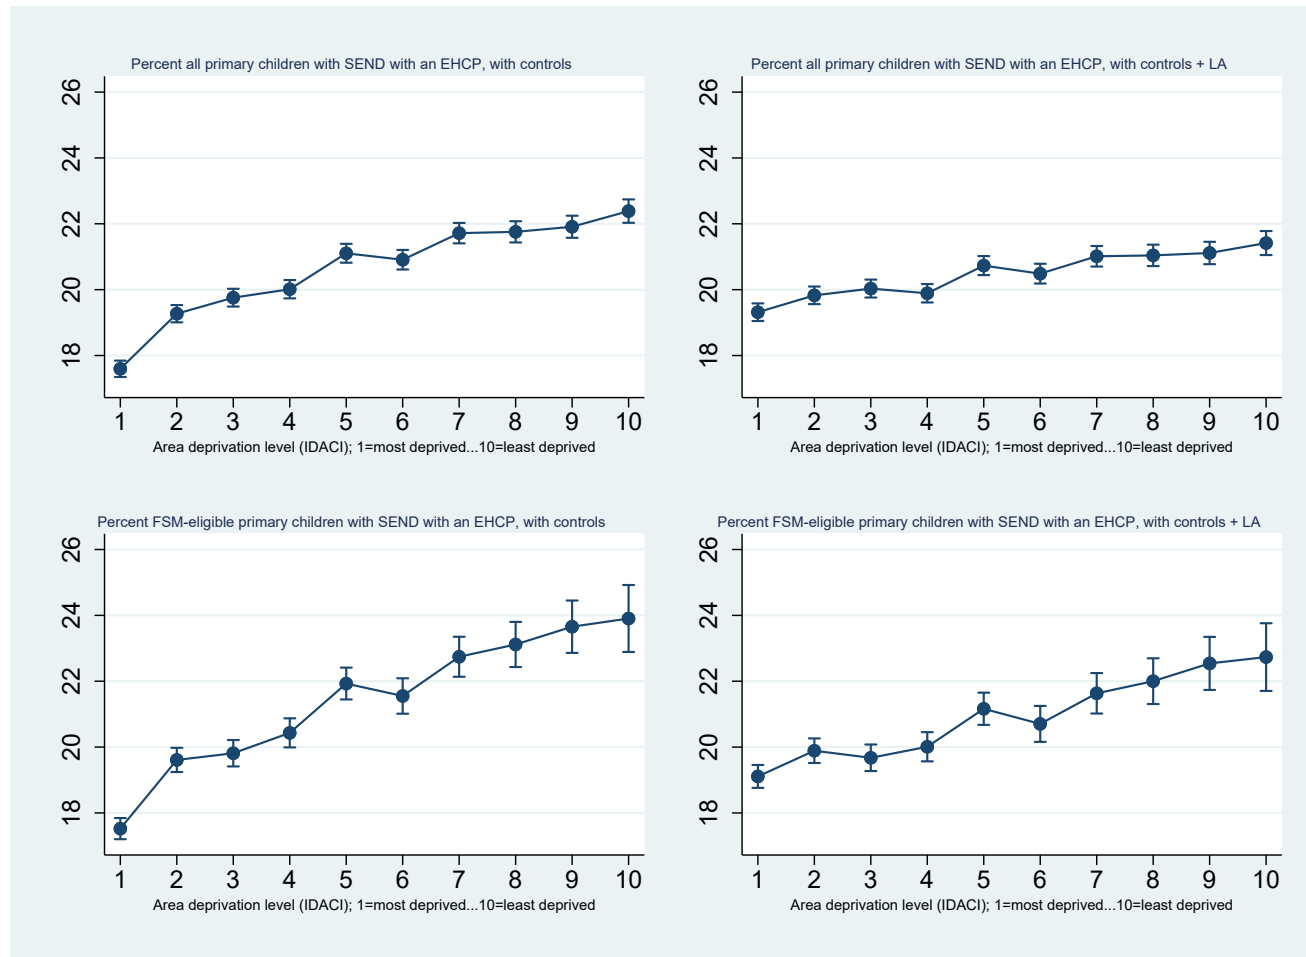 Percent all primary children with SEND with an EHCP, with controls
26
24
22
20
18
1 2 3 4 5 6 7 8 9 10
Area deprivation level (IDACI); 1=most deprived...10=least deprived
Percent all primary children with SEND with an EHCP, with controls + LA
26
24
22
20
18
1 2 3 4 5 6 7 8 9 10
Area deprivation level (IDACI); 1=most deprived...10=least deprived
Percent FSM-eligible primary children with SEND with an EHCP, with controls
26
24
22
20
18
1 2 3 4 5 6 7 8 9 10
Area deprivation level (IDACI); 1=most deprived...10=least deprived
Percent FSM-eligible primary children with SEND with an EHCP, with controls + LA
26
24
22
20
18
1 2 3 4 5 6 7 8 9 10
Area deprivation level (IDACI); 1=most deprived...10=least deprived